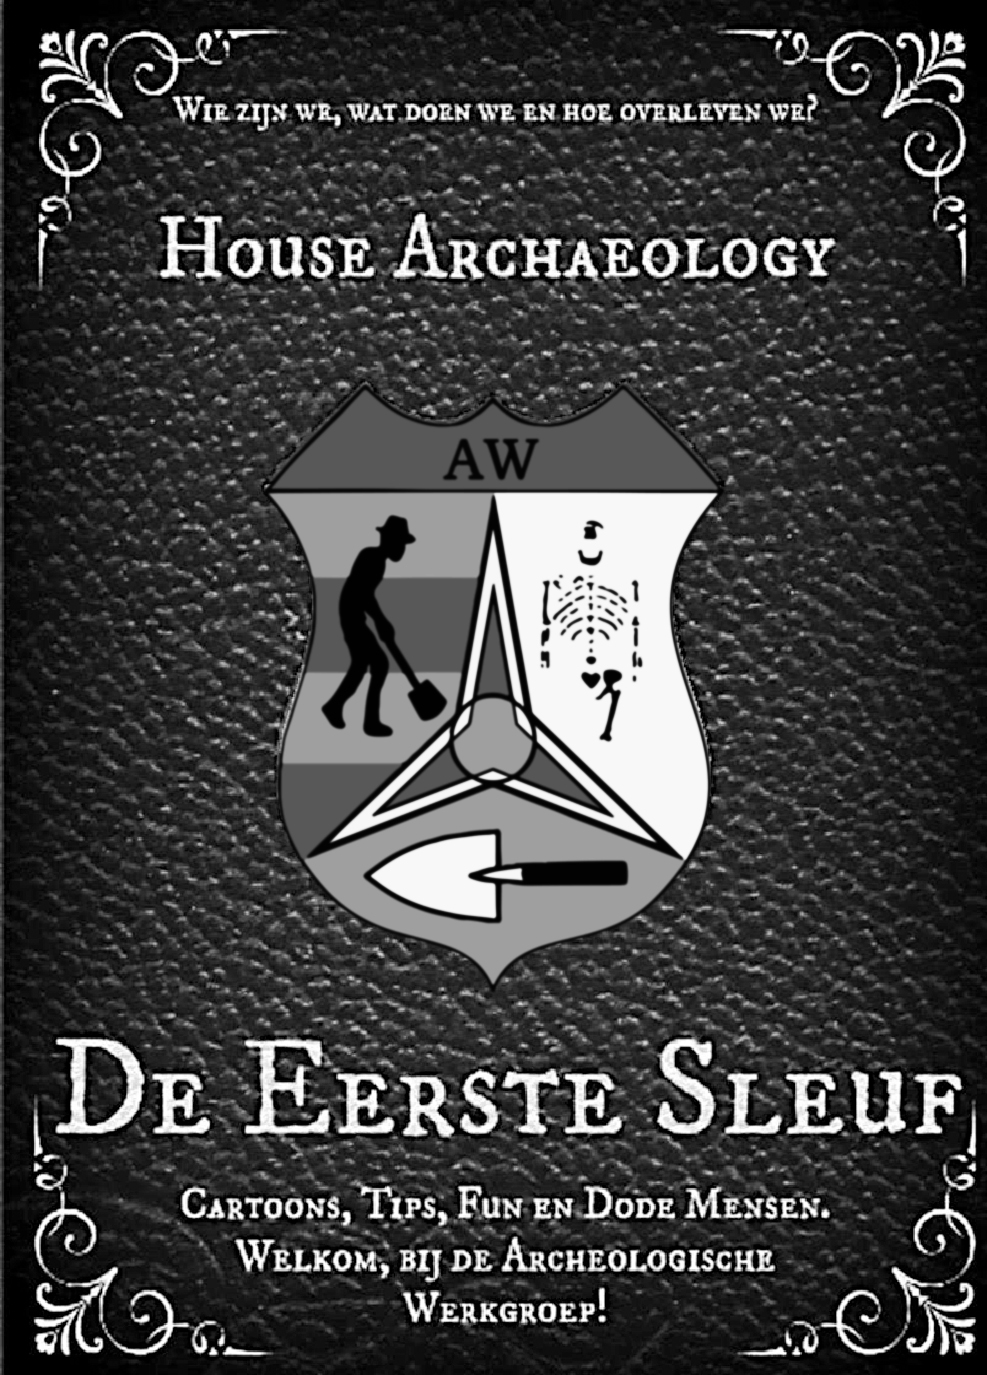 Wie zijn we, wat doen we en hoe overleven we?
House Archaeology
AW
De Eerste Sleuf
Cartoons, Tips, Fun en Dode Mensen.
Welkom, bij de Archeologische
Werkgroep!